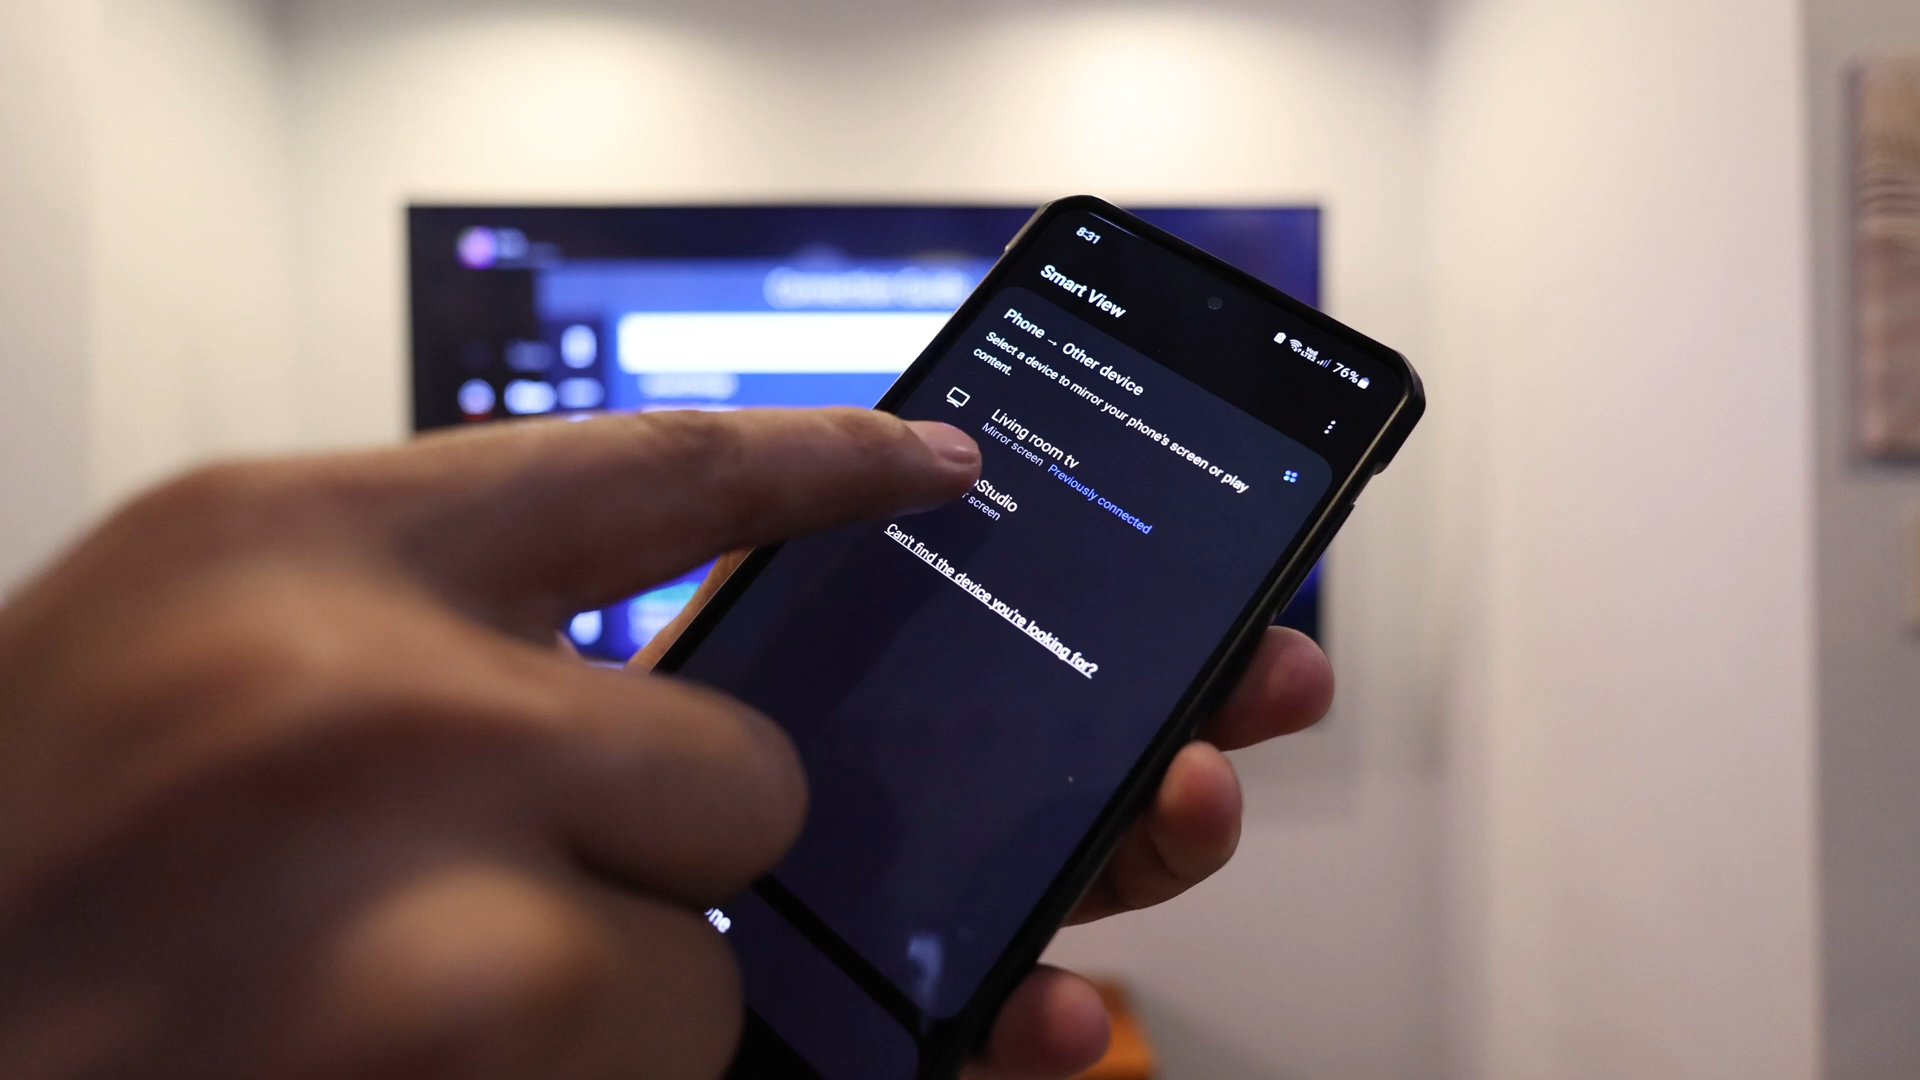 8:31
76%
Smart View
Phone → Other device
Select a device to mirror your phone's screen or play
content.
Living room tv
Mirror screen Previously connected
Studio
screen
Can't find the device you're looking for?